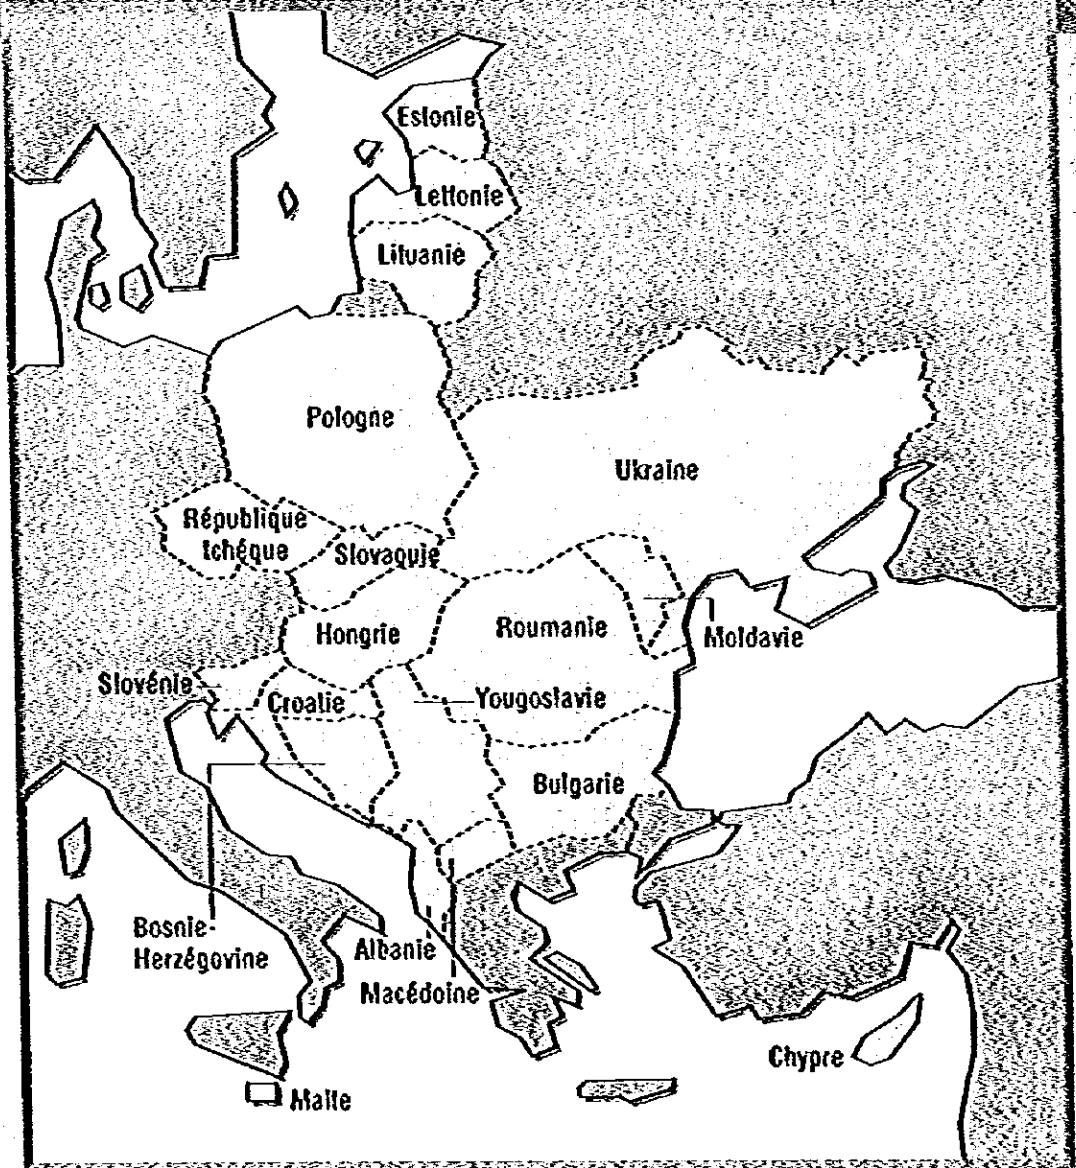 Estonie
Lettonie
Lituanie
Pologne
Ukraine
République
tchéque
Slovaquie
Hongrie
Roumanie
Moldavie
Slovénie
Croatie
Yougoslavie
Bulgarie
Bosnie-
Herzégovine
Albanie
Macédoine
Chypre
Malte